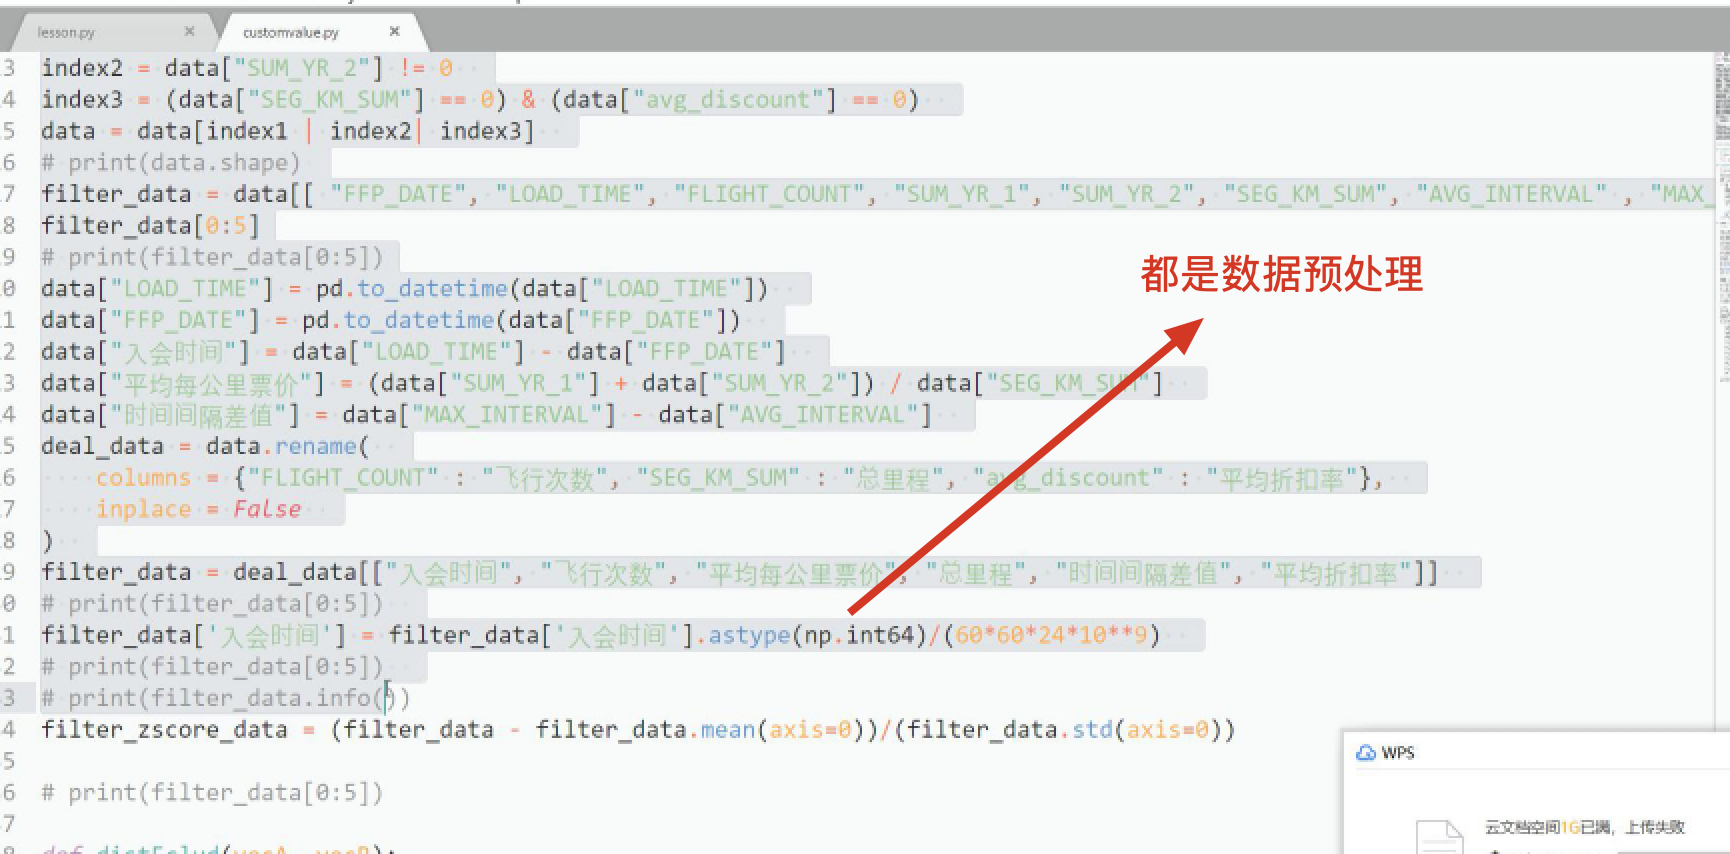 lesson.py ×
customvalue.py ×
3 index2 = data["SUM_YR_2"] != 0
4 index3 = (data["SEG_KM_SUM"] == 0) & (data["avg_discount"] == 0)
5 data = data[index1 | index2| index3]
6 # print(data.shape)
7 filter_data = data[[ "FFP_DATE", "LOAD_TIME", "FLIGHT_COUNT", "SUM_YR_1", "SUM_YR_2", "SEG_KM_SUM", "AVG_INTERVAL" , "MAX_
8 filter_data[0:5]
9 # print(filter_data[0:5])
都是数据预处理
0 data["LOAD_TIME"] = pd.to_datetime(data["LOAD_TIME"])
1 data["FFP_DATE"] = pd.to_datetime(data["FFP_DATE"])
2 data["入会时间"] = data["LOAD_TIME"] - data["FFP_DATE"]
3 data["平均每公里票价"] = (data["SUM_YR_1"] + data["SUM_YR_2"]) / data["SEG_KM_SUM"]
4 data["时间间隔差值"] = data["MAX_INTERVAL"] - data["AVG_INTERVAL"]
5 deal_data = data.rename(
6 columns = {"FLIGHT_COUNT" : "飞行次数", "SEG_KM_SUM" : "总里程", "avg_discount" : "平均折扣率"},
7 inplace = False
8 )
9 filter_data = deal_data[["入会时间", "飞行次数", "平均每公里票价", "总里程", "时间间隔差值", "平均折扣率"]]
0 # print(filter_data[0:5])
1 filter_data['入会时间'] = filter_data['入会时间'].astype(np.int64)/(60*60*24*10**9)
2 # print(filter_data[0:5])
3 # print(filter_data.info())
4 filter_zscore_data = (filter_data - filter_data.mean(axis=0))/(filter_data.std(axis=0))
5
6 # print(filter_data[0:5])
7
WPS
云文档空间1G已满，上传失败